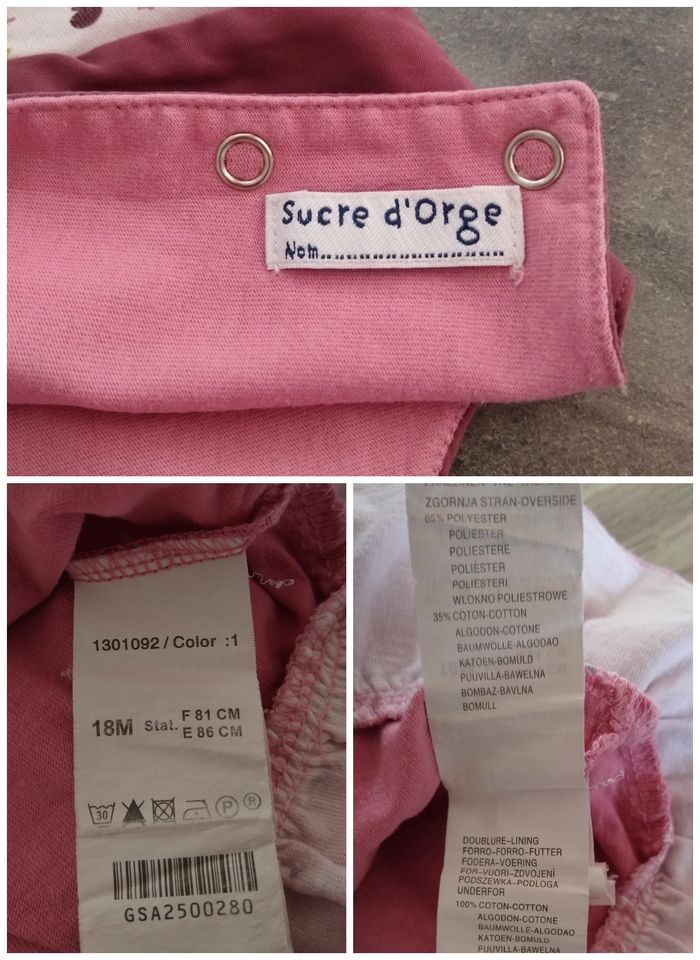 Sucre d'Orge
Nom..............................
1301092 / Color :1
18M Stat. F 81 CM
E 86 CM
30
P
R
GSA2500280
ZGORNJA STRAN-OVERSIDE
65% POLYESTER
POLIESTER
POLIESTERE
POLIESTER
POLIESTERI
WLOKNO POLIESTROWE
35% COTON-COTTON
ALGODON-COTONE
BAUMWOLLE-ALGODAO
KATOEN-BOMULD
PUUVILLA-BAWELNA
BOMBAZ-BAVLNA
BOMULL
DOUBLURE-LINING
FORRO-FORRO-FUTTER
FODERA-VOERING
FOR-VUORI-ZDVOJENÍ
PODSZEWKA-PODLOGA
UNDERFOR
100% COTON-COTTON
ALGODON-COTONE
BAUMWOLLE-ALGODAO
KATOEN-BOMULD
PUUVILLA-BAWELNA